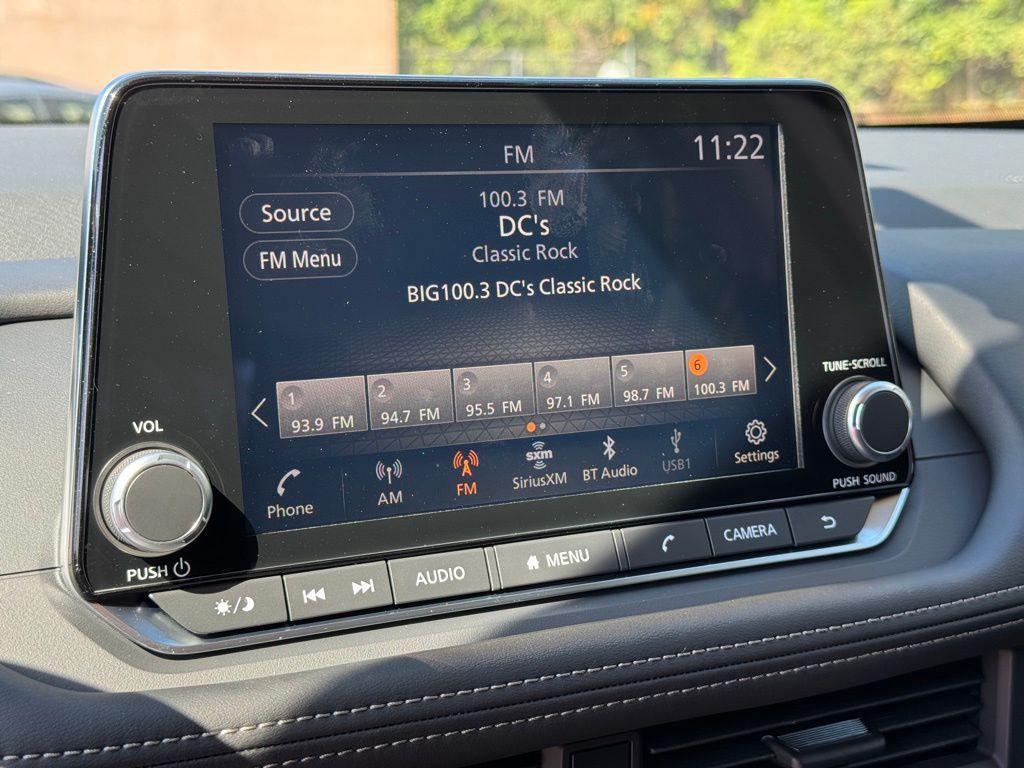 FM
11:22
Source
100.3 FM
DC's
FM Menu
Classic Rock
BIG100.3 DC's Classic Rock
1
93.9 FM
2
94.7 FM
3
95.5 FM
4
97.1 FM
5
98.7 FM
6
100.3 FM
Phone
AM
FM
sxm
SiriusXM
BT Audio
USB1
Settings
VOL
PUSH
TUNE-SCROLL
PUSH SOUND
AUDIO
MENU
CAMERA